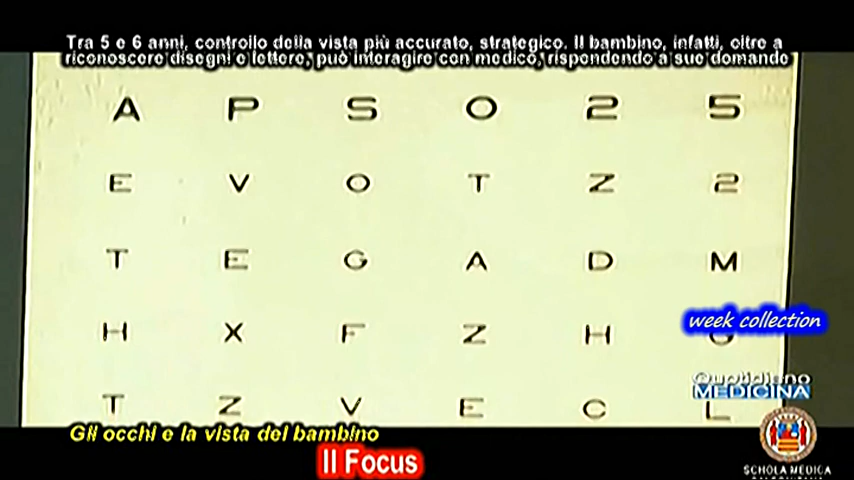 Tra 5 e 6 anni, controllo della vista più accurato, strategico. Il bambino, infatti, oltre a
riconoscere disegni e lettere, può interagire con medico, rispendendo a sue domande
A P S O 2 5
E V O T Z 2
T E G A D M
H X F Z H
week collection
Quotidiano
MEDICINA
T Z V E C L
Gli occhi e la vista del bambino
Il Focus
SCHOLA MEDICA